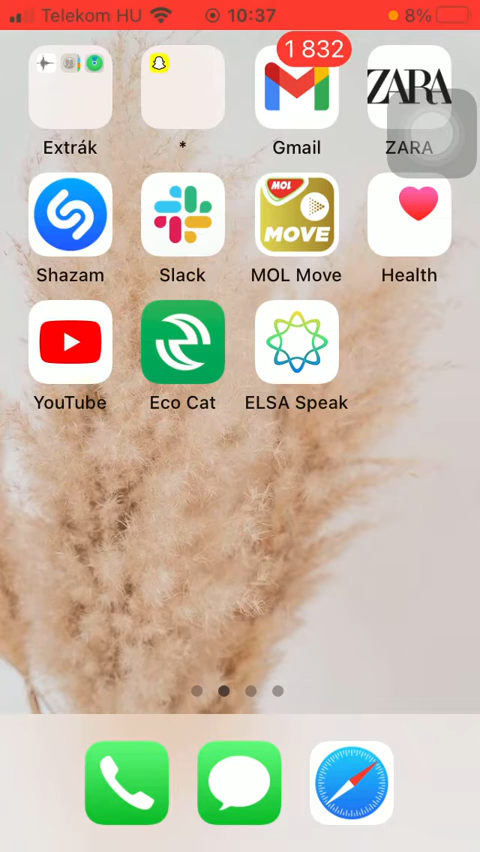 Telekom HU 10:37 8%
1 832
ZARA
Extrák * Gmail ZARA
MOL
MOVE
Shazam Slack MOL Move Health
YouTube Eco Cat ELSA Speak